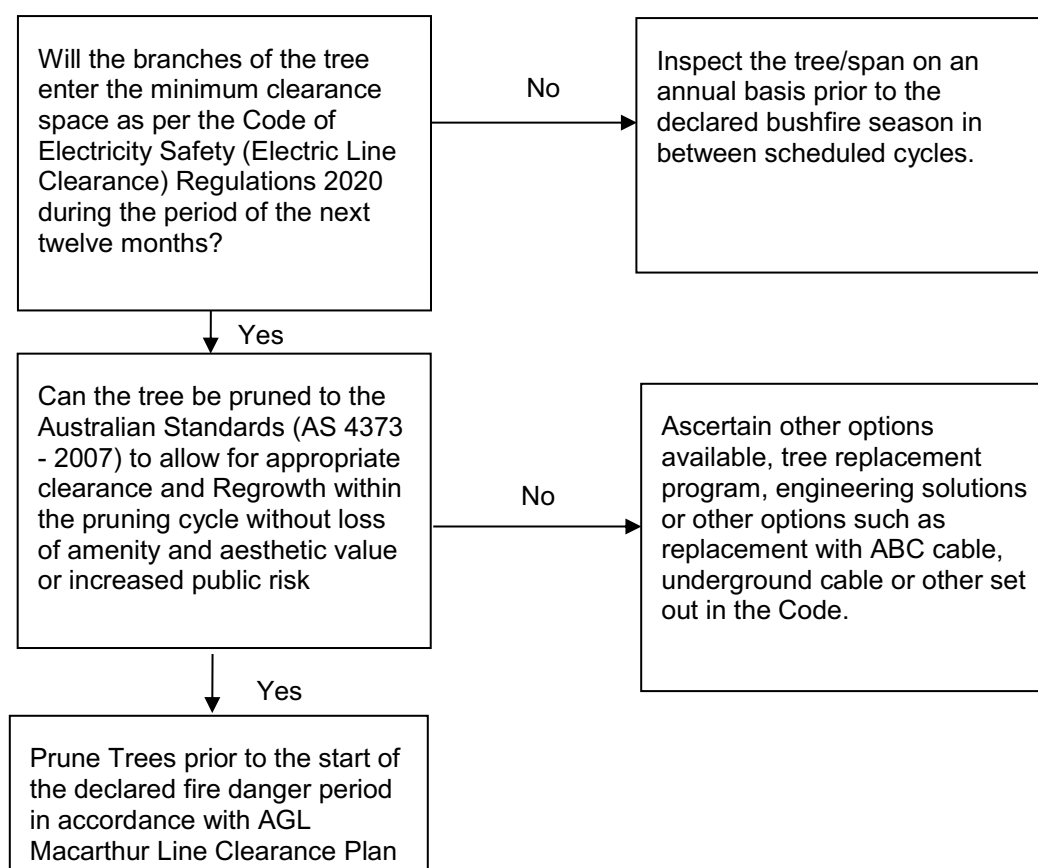 Will the branches of the tree
enter the minimum clearance
space as per the Code of
Electricity Safety (Electric Line
Clearance) Regulations 2020
during the period of the next
twelve months?
No
Inspect the tree/span on an
annual basis prior to the
declared bushfire season in
between scheduled cycles.
Yes
Can the tree be pruned to the
Australian Standards (AS 4373
- 2007) to allow for appropriate
clearance and Regrowth within
the pruning cycle without loss
of amenity and aesthetic value
or increased public risk
No
Ascertain other options
available, tree replacement
program, engineering solutions
or other options such as
replacement with ABC cable,
underground cable or other set
out in the Code.
Yes
Prune Trees prior to the start of
the declared fire danger period
in accordance with AGL
Macarthur Line Clearance Plan